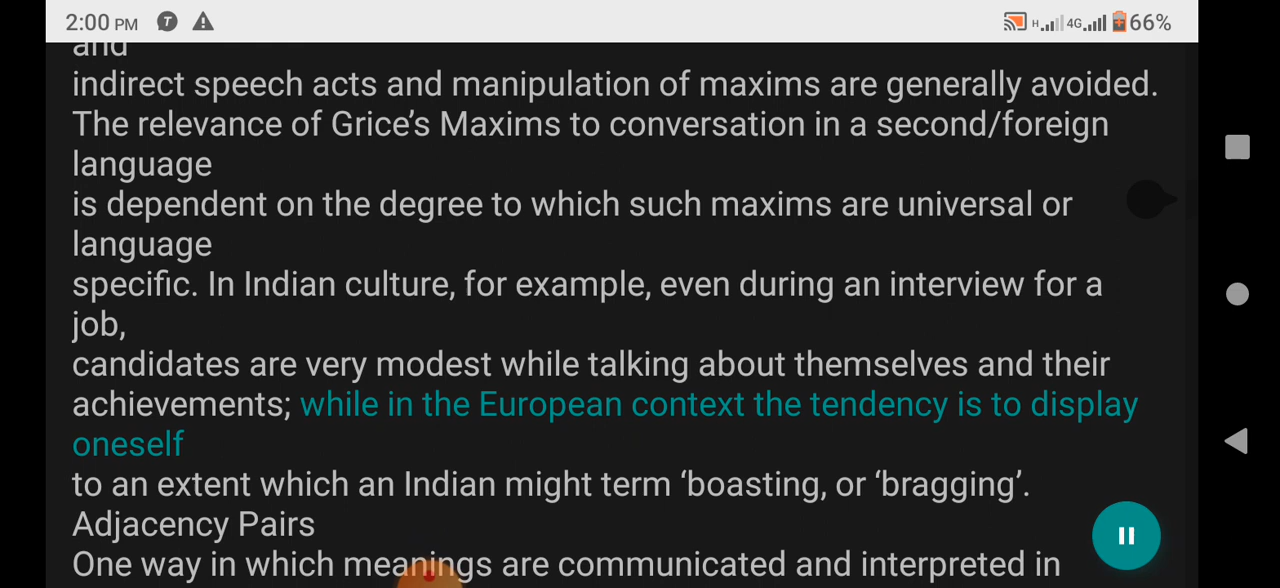 2:00 PM
H 4G 66%
and
indirect speech acts and manipulation of maxims are generally avoided.
The relevance of Grice’s Maxims to conversation in a second/foreign
language
is dependent on the degree to which such maxims are universal or
language
specific. In Indian culture, for example, even during an interview for a
job,
candidates are very modest while talking about themselves and their
achievements; while in the European context the tendency is to display
oneself
to an extent which an Indian might term ‘boasting, or ‘bragging’.
Adjacency Pairs
One way in which meanings are communicated and interpreted in